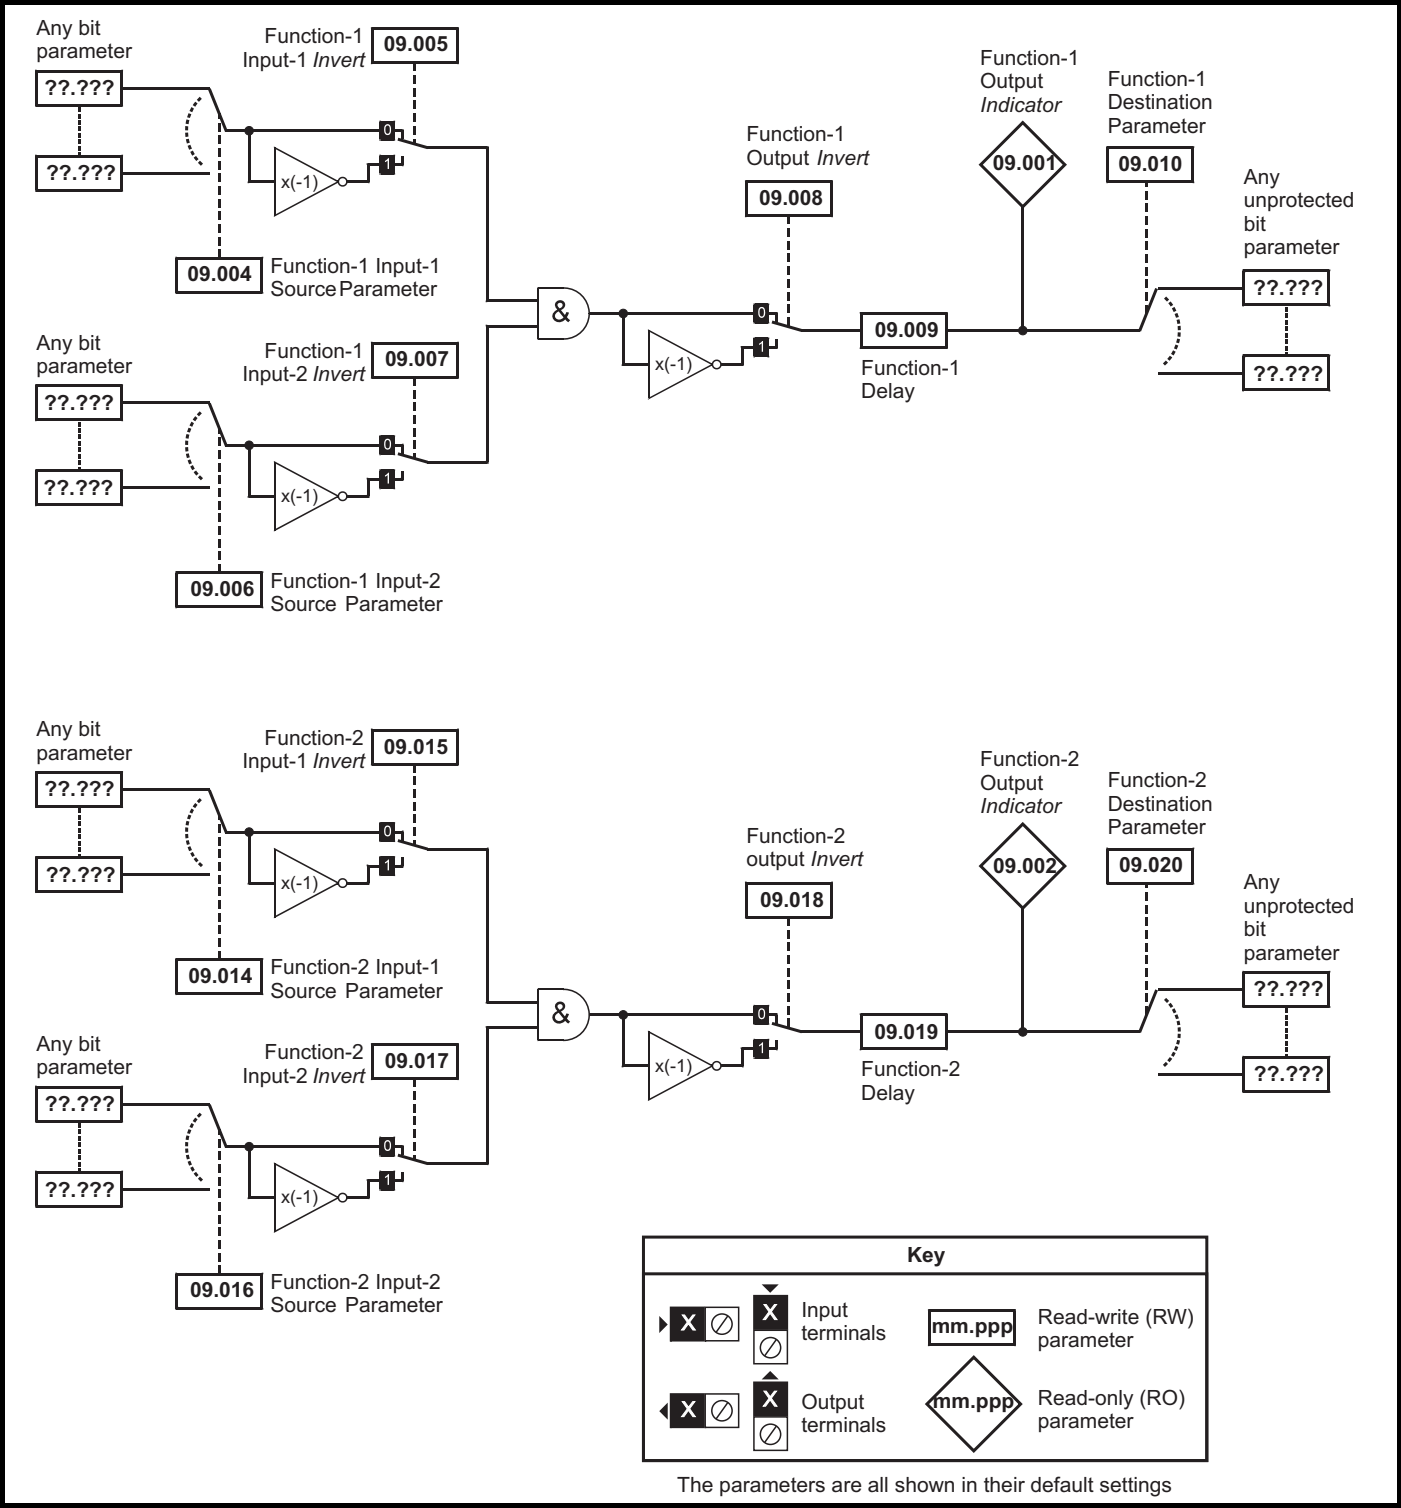 Any bit
parameter
??.???
??.???
Function-1
Input-1 Invert
09.005
0
1
x(-1)
09.004
Function-1 Input-1
Source Parameter
Any bit
parameter
??.???
??.???
Function-1
Input-2 Invert
09.007
0
1
x(-1)
09.006
Function-1 Input-2
Source Parameter
&
Function-1
Output Invert
09.008
0
1
x(-1)
09.009
Function-1
Delay
Function-1
Output
Indicator
09.001
Function-1
Destination
Parameter
09.010
Any
unprotected
bit
parameter
??.???
??.???
Any bit
parameter
??.???
??.???
Function-2
Input-1 Invert
09.015
0
1
x(-1)
09.014
Function-2 Input-1
Source Parameter
Any bit
parameter
??.???
??.???
Function-2
Input-2 Invert
09.017
0
1
x(-1)
09.016
Function-2 Input-2
Source Parameter
&
Function-2
output Invert
09.018
0
1
x(-1)
09.019
Function-2
Delay
Function-2
Output
Indicator
09.002
Function-2
Destination
Parameter
09.020
Any
unprotected
bit
parameter
??.???
??.???
Key
X
X
Input
terminals
mm.ppp
Read-write (RW)
parameter
X
X
Output
terminals
mm.ppp
Read-only (RO)
parameter
The parameters are all shown in their default settings